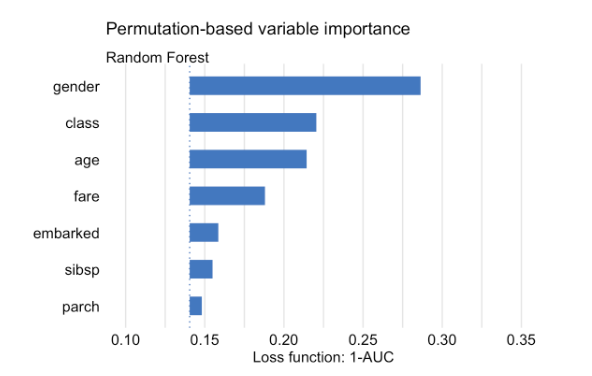 Permutation-based variable importance
Random Forest
gender
class
age
fare
embarked
sibsp
parch
0.10 0.15 0.20 0.25 0.30 0.35
Loss function: 1-AUC